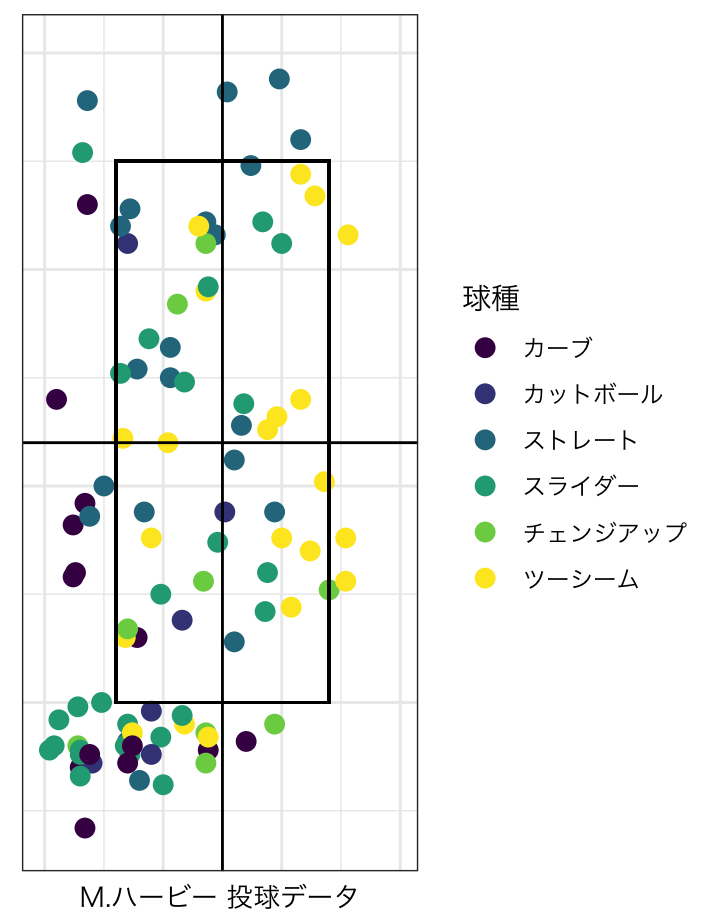 球種
カーブ
カットボール
ストレート
スライダー
チェンジアップ
ツーシーム
M.ハービー 投球データ